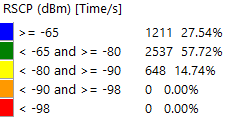 RSCP (dBm) [Time/s]
>= -65 1211 27.54%
< -65 and >= -80 2537 57.72%
< -80 and >= -90 648 14.74%
< -90 and >= -98 0 0.00%
< -98 0 0.00%